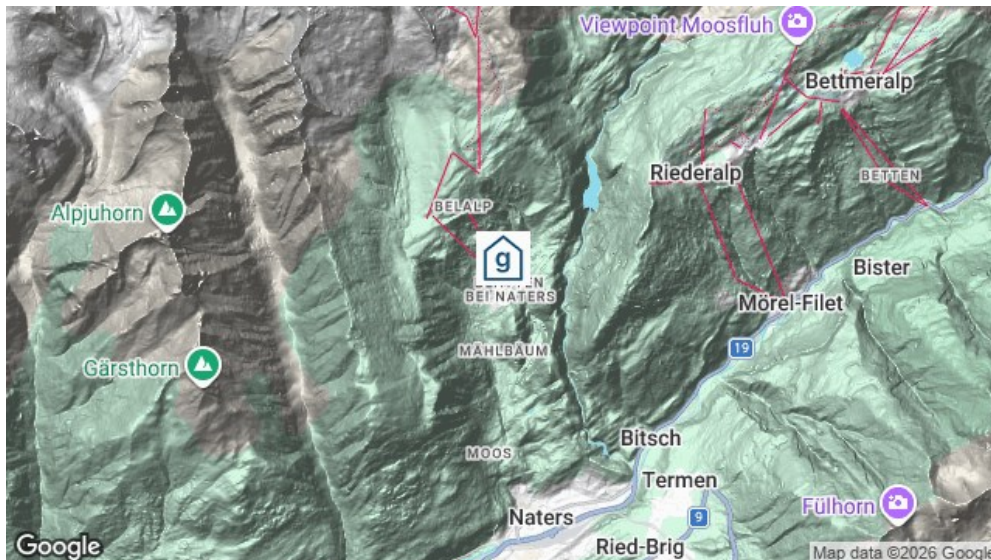 Viewpoint Moosfluh
Bettmeralp
Riederalp
BETTEN
BELALP
Alpjuhorn
g
BEI NATERS
Bister
Mörel-Filet
MÄHLBÄUM
19
Gärsthorn
Bitsch
MOOS
Termen
Fülhorn
9
Naters
Ried-Brig
Google
Map data ©2026 Google